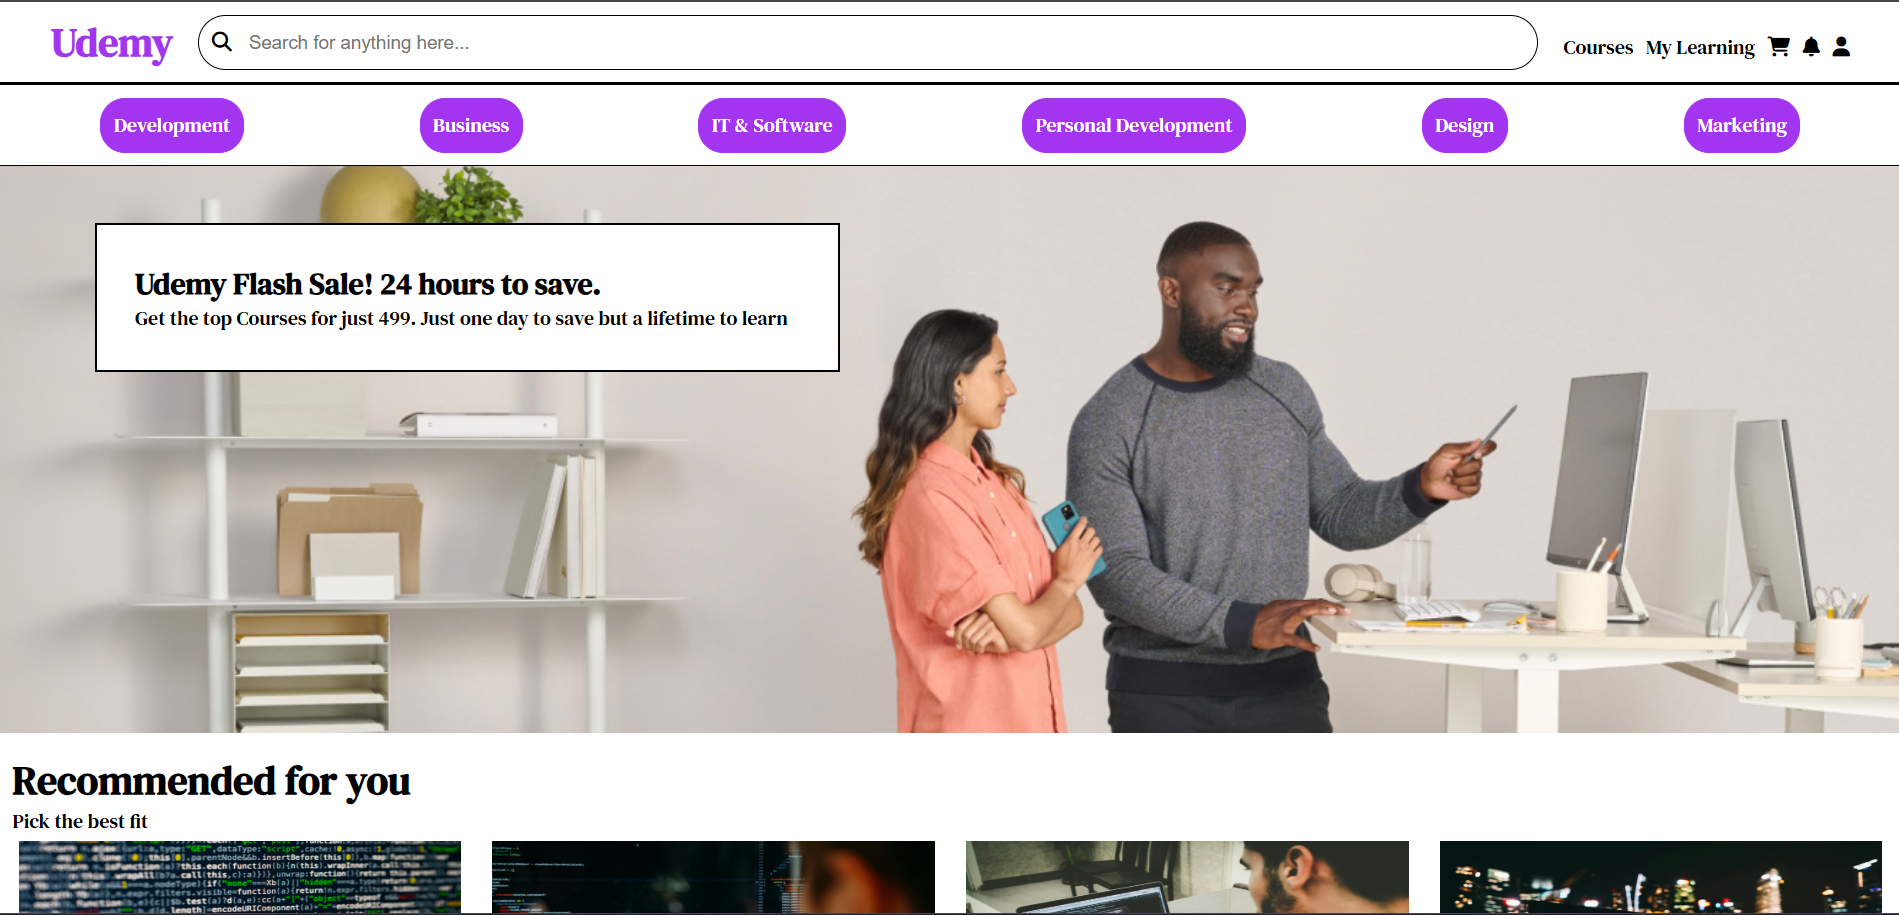 Udemy
Search for anything here...
Courses My Learning
Development
Business
IT & Software
Personal Development
Design
Marketing
Udemy Flash Sale! 24 hours to save.
Get the top Courses for just 499. Just one day to save but a lifetime to learn
Recommended for you
Pick the best fit